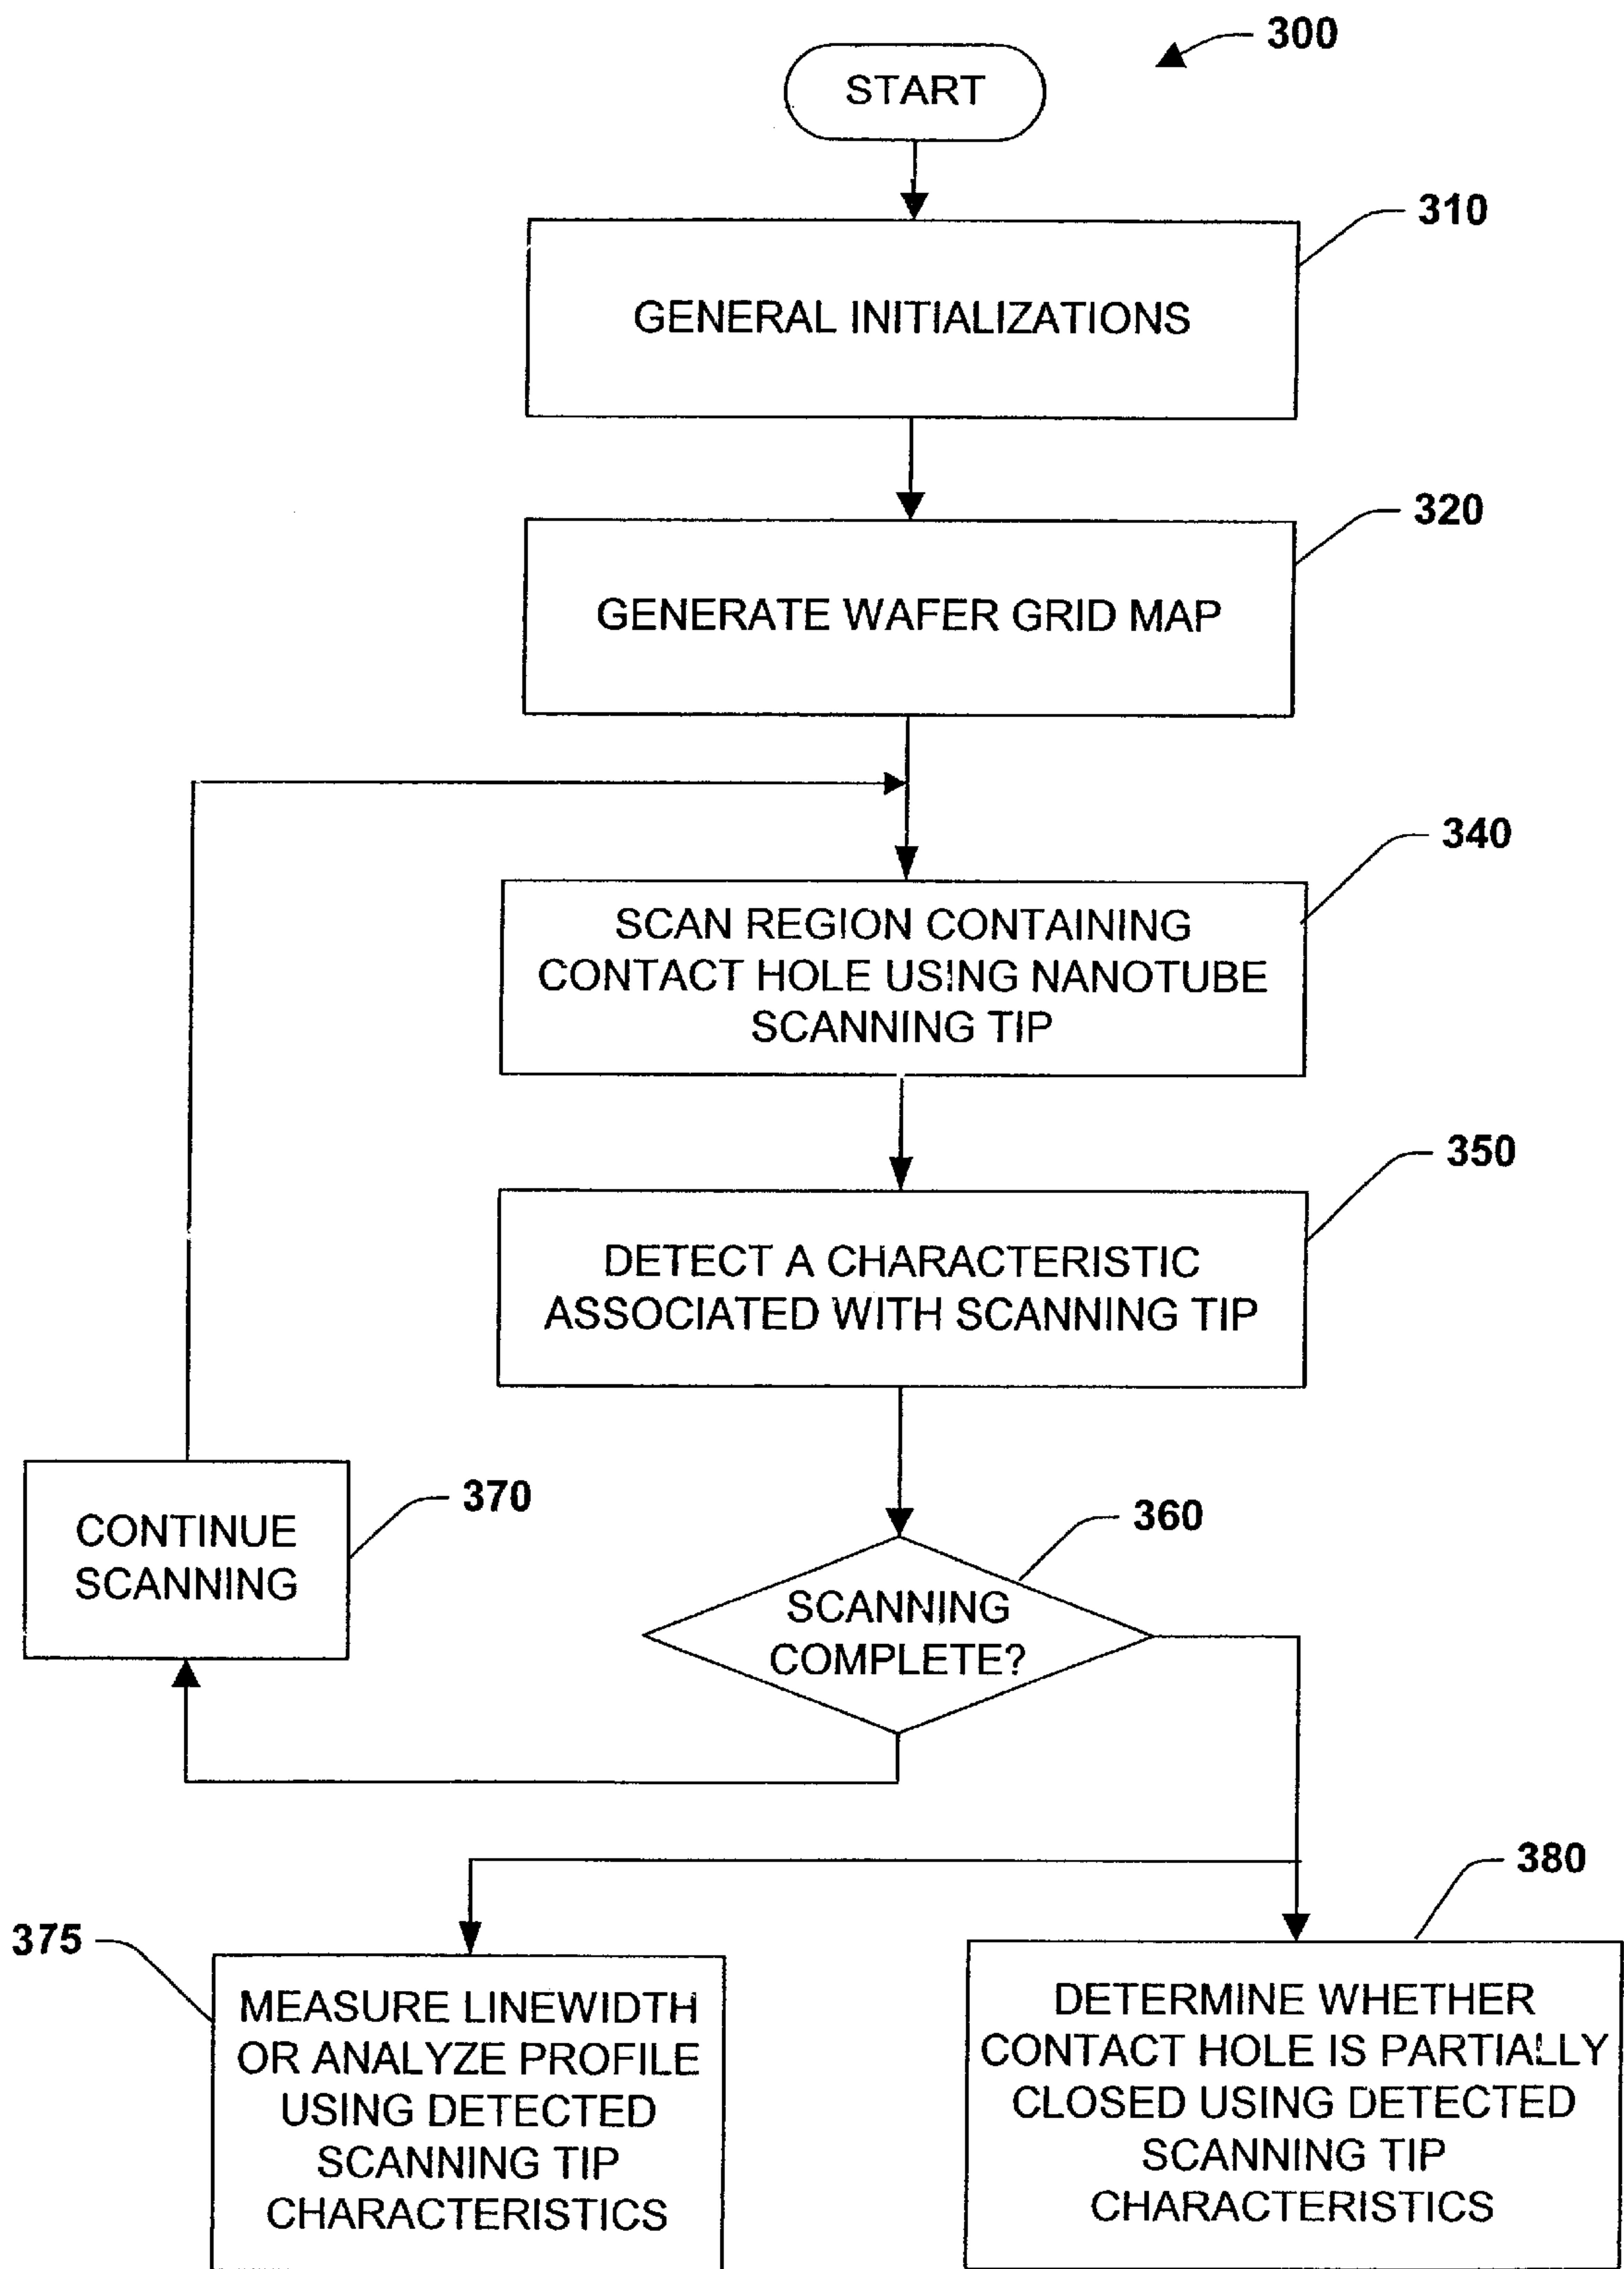 300
START
310
GENERAL INITIALIZATIONS
320
GENERATE WAFER GRID MAP
340
SCAN REGION CONTAINING
CONTACT HOLE USING NANOTUBE
SCANNING TIP
350
DETECT A CHARACTERISTIC
ASSOCIATED WITH SCANNING TIP
370
CONTINUE
SCANNING
360
SCANNING
COMPLETE?
375
MEASURE LINEWIDTH
OR ANALYZE PROFILE
USING DETECTED
SCANNING TIP
CHARACTERISTICS
380
DETERMINE WHETHER
CONTACT HOLE IS PARTIALLY
CLOSED USING DETECTED
SCANNING TIP
CHARACTERISTICS